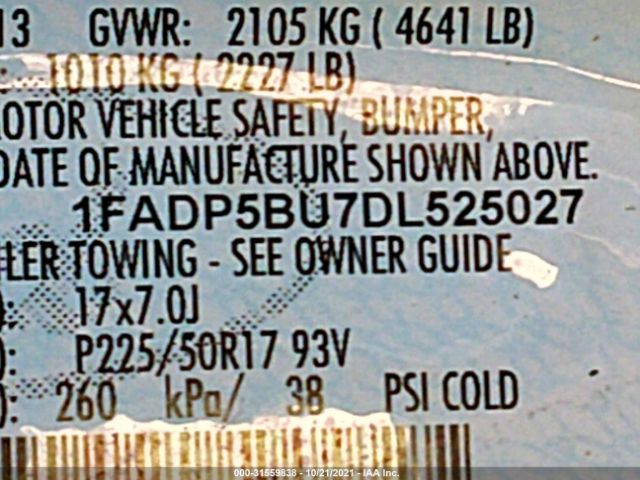 13 GVWR: 2105 KG ( 4641 LB)
: 1010 KG ( 2227 LB)
OTOR VEHICLE SAFETY, BUMPER,
DATE OF MANUFACTURE SHOWN ABOVE.
1FADP5BU7DL525027
LER TOWING - SEE OWNER GUIDE
): 17x7.0J
): P225/50R17 93V
): 260 kPa/ 38 PSI COLD
000-31559838 - 10/21/2021 - IAA Inc.